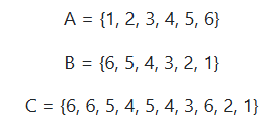 A = {1, 2, 3, 4, 5, 6}
B = {6, 5, 4, 3, 2, 1}
C = {6, 6, 5, 4, 5, 4, 3, 6, 2, 1}